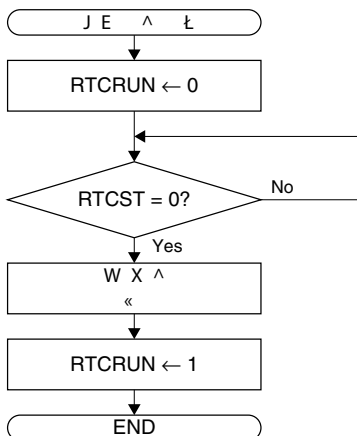 RTCRUN ← 0
RTCST = 0?
No
Yes
RTCRUN ← 1
END